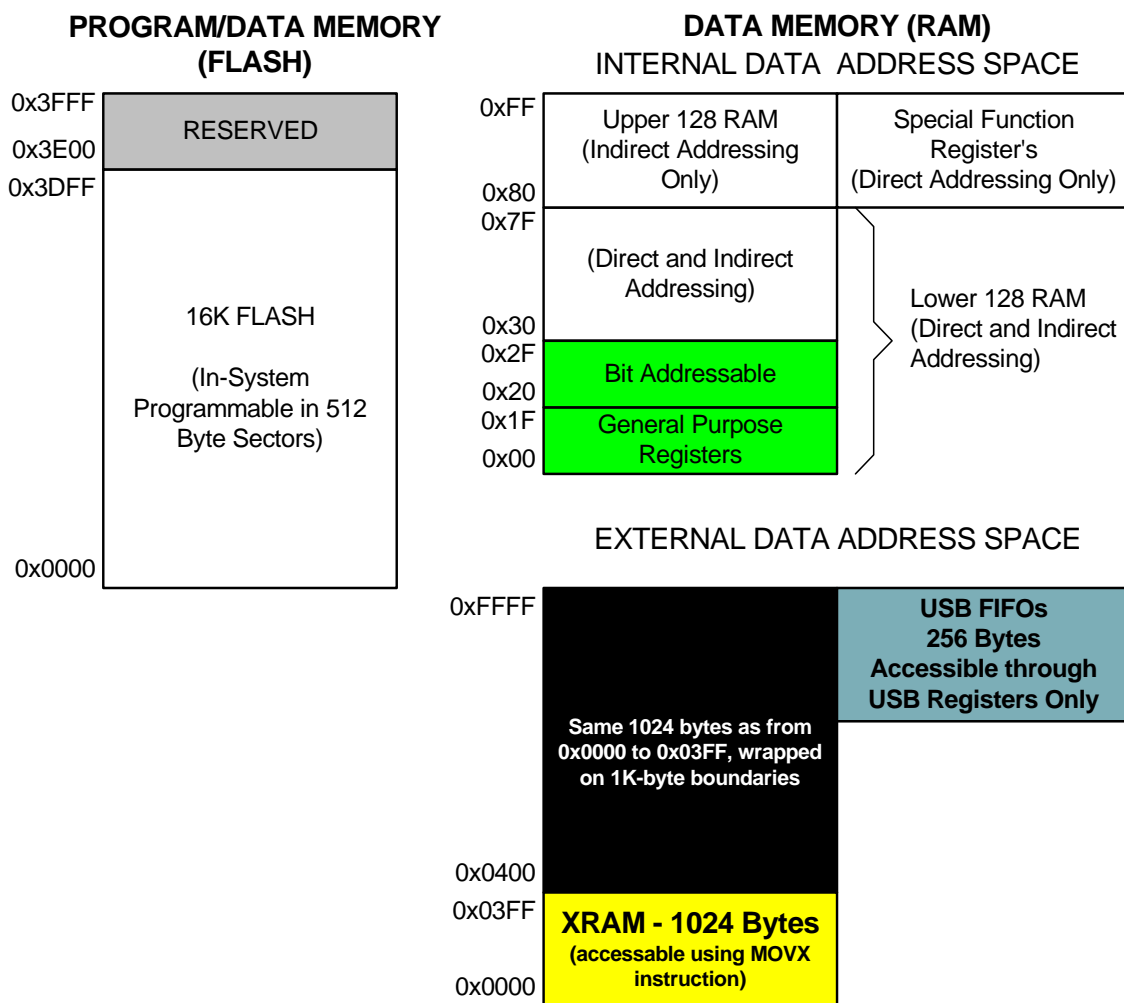 PROGRAM/DATA MEMORY
(FLASH)
0x3FFF
RESERVED
0x3E00
0x3DFF
16K FLASH
(In-System
Programmable in 512
Byte Sectors)
0x0000
DATA MEMORY (RAM)
INTERNAL DATA ADDRESS SPACE
0xFF
Upper 128 RAM
(Indirect Addressing
Only)
0x80
Special Function
Register's
(Direct Addressing Only)
0x7F
(Direct and Indirect
Addressing)
0x30
Lower 128 RAM
(Direct and Indirect
Addressing)
0x2F
Bit Addressable
0x20
0x1F
General Purpose
Registers
0x00
EXTERNAL DATA ADDRESS SPACE
0xFFFF
Same 1024 bytes as from
0x0000 to 0x03FF, wrapped
on 1K-byte boundaries
0x0400
USB FIFOs
256 Bytes
Accessible through
USB Registers Only
0x03FF
XRAM - 1024 Bytes
(accessable using MOVX
instruction)
0x0000